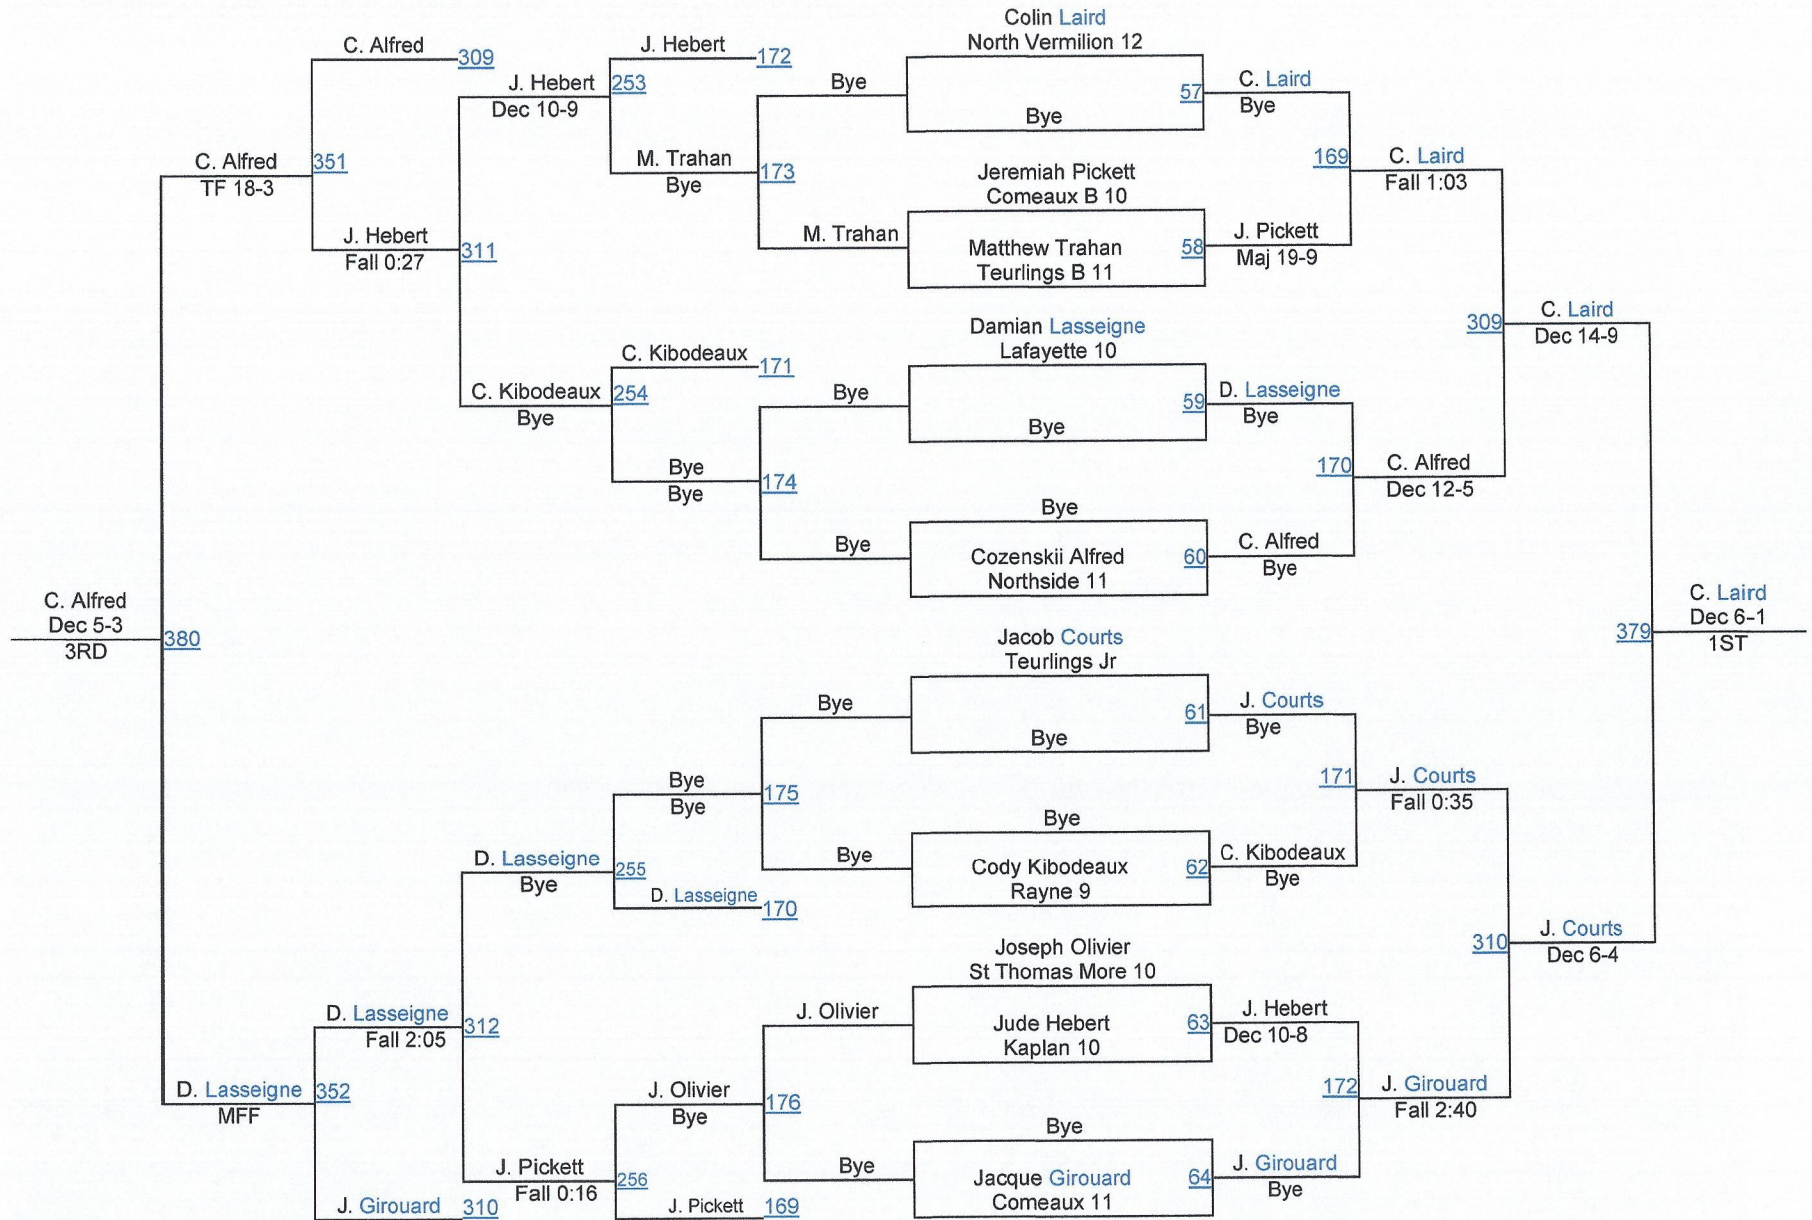 Colin Laird
North Vermilion 12
C. Alfred
309
J. Hebert
172
J. Hebert
253
Dec 10-9
Bye
57
C. Laird
Bye
Bye
C. Alfred
351
TF 18-3
M. Trahan
173
Bye
Jeremiah Pickett
Comeaux B 10
169
C. Laird
Fall 1:03
J. Hebert
311
Fall 0:27
M. Trahan
Matthew Trahan
58
Teurlings B 11
J. Pickett
Maj 19-9
Damian Lasseigne
Lafayette 10
309
C. Laird
Dec 14-9
C. Kibodeaux
171
C. Kibodeaux
254
Bye
Bye
59
D. Lasseigne
Bye
Bye
Bye
174
Bye
170
C. Alfred
Dec 12-5
Bye
Bye
Cozenskii Alfred
60
Northside 11
C. Alfred
Bye
C. Alfred
Dec 5-3
380
3RD
Jacob Courts
Teurlings Jr
379
C. Laird
Dec 6-1
1ST
Bye
61
J. Courts
Bye
Bye
Bye
175
Bye
171
J. Courts
Fall 0:35
Bye
D. Lasseigne
255
Bye
Bye
Cody Kibodeaux
62
Rayne 9
C. Kibodeaux
Bye
D. Lasseigne
170
Joseph Olivier
St Thomas More 10
310
J. Courts
Dec 6-4
D. Lasseigne
312
Fall 2:05
J. Olivier
Jude Hebert
63
Kaplan 10
J. Hebert
Dec 10-8
D. Lasseigne
352
MFF
J. Olivier
176
Bye
172
J. Girouard
Fall 2:40
Bye
J. Pickett
256
Fall 0:16
Bye
Jacque Girouard
64
Comeaux 11
J. Girouard
Bye
J. Girouard
310
J. Pickett
169